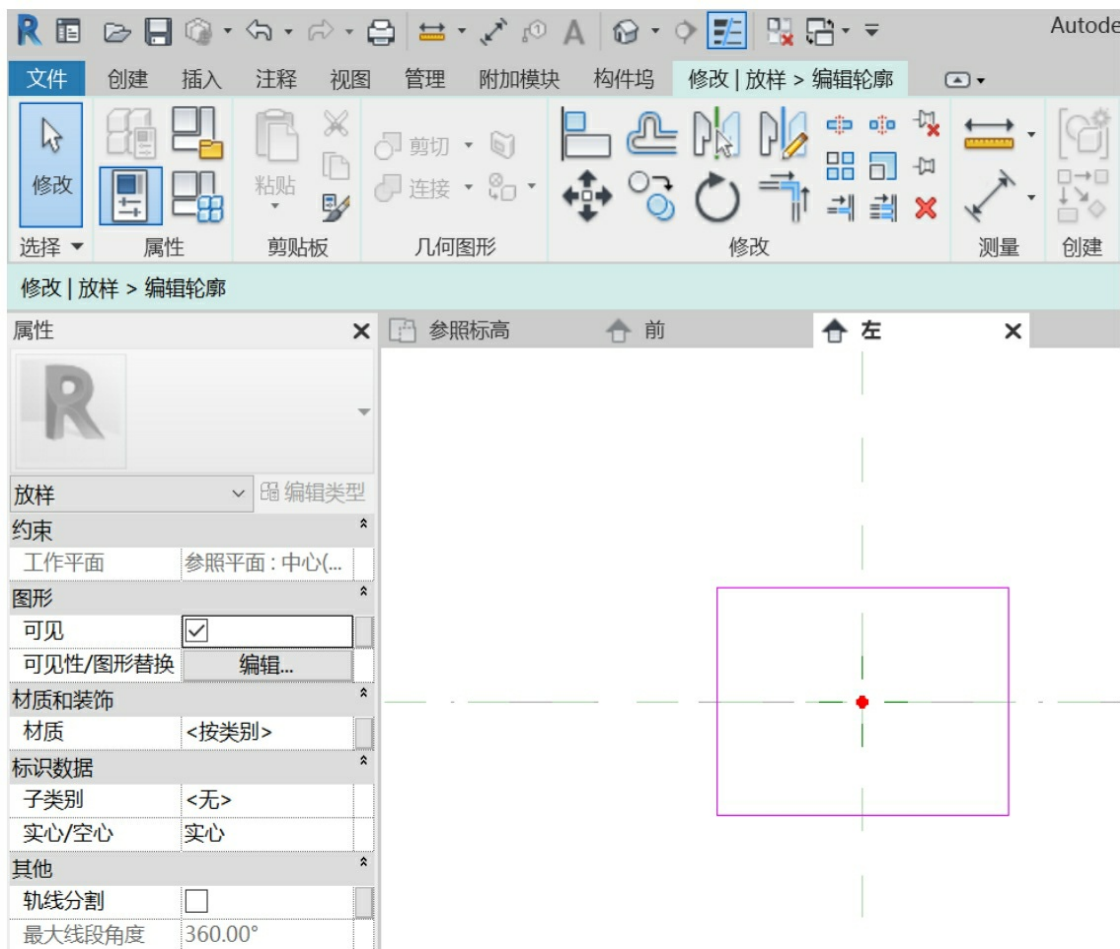 Autode
文件 创建 插入 注释 视图 管理 附加模块 构件坞 修改 | 放样 > 编辑轮廓
修改 粘贴 剪切 连接
选择 属性 剪贴板 几何图形 修改 测量 创建
修改 | 放样 > 编辑轮廓
属性 参照标高 前 左
R
放样 编辑类型
约束
工作平面 参照平面 : 中心(...
图形
可见
可见性/图形替换 编辑...
材质和装饰
材质 <按类别>
标识数据
子类别 <无>
实心/空心 实心
其他
轨线分割
最大线段角度 360.00°